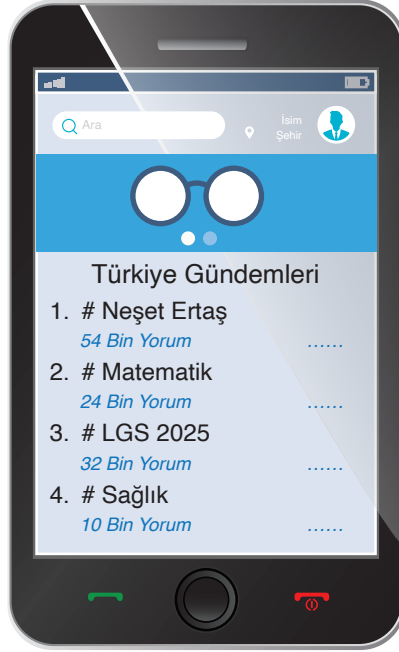 Ara
İsim
Şehir
Türkiye Gündemleri
1. # Neşet Ertaş
54 Bin Yorum ......
2. # Matematik
24 Bin Yorum ......
3. # LGS 2025
32 Bin Yorum ......
4. # Sağlık
10 Bin Yorum ......